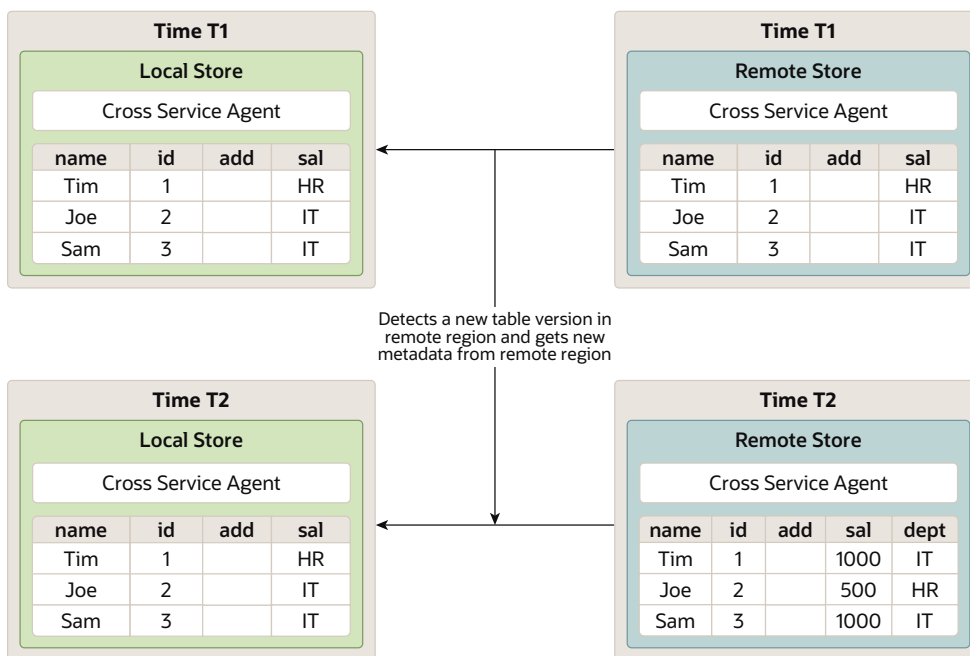 Time T1
Local Store
Cross Service Agent
name id add sal
Tim 1 HR
Joe 2 IT
Sam 3 IT
Time T1
Remote Store
Cross Service Agent
name id add sal
Tim 1 HR
Joe 2 IT
Sam 3 IT
Detects a new table version in
remote region and gets new
metadata from remote region
Time T2
Local Store
Cross Service Agent
name id add sal
Tim 1 HR
Joe 2 IT
Sam 3 IT
Time T2
Remote Store
Cross Service Agent
name id add sal dept
Tim 1 1000 IT
Joe 2 500 HR
Sam 3 1000 IT